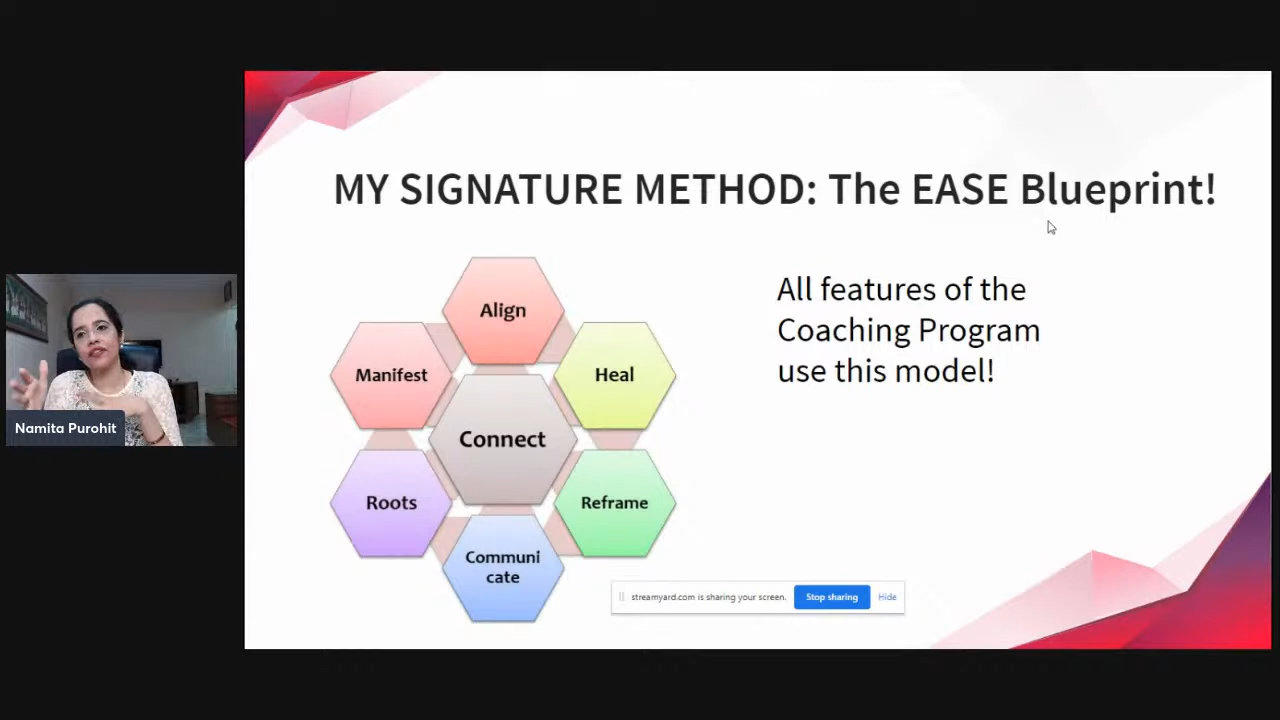 MY SIGNATURE METHOD: The EASE Blueprint!
Align
Manifest
Heal
Connect
Roots
Reframe
Communi
cate
All features of the
Coaching Program
use this model!
Namita Purohit
streamyard.com is sharing your screen.
Stop sharing
Hide